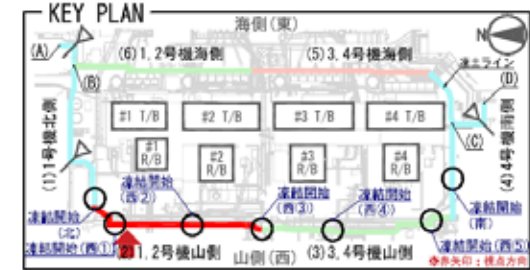 KEY PLAN
海側(東)
N
(A)
(6)1,2号機海側
(5)3,4号機海側
凍土ライン
(B)
(D)
#1 T/B
#2 T/B
#3 T/B
#4 T/B
(C)
(1)1号機北側
#1
R/B
#2
R/B
#3
R/B
#4
R/B
(4)4号機南側
凍結開始
(西②)
凍結開始
(西③)
凍結開始
(西④)
凍結開始
(北)
凍結開始
(南)
凍結開始(西①)
凍結開始(西⑤)
(2)1,2号機山側
山側(西)
(3)3,4号機山側
※赤矢印:視点方向